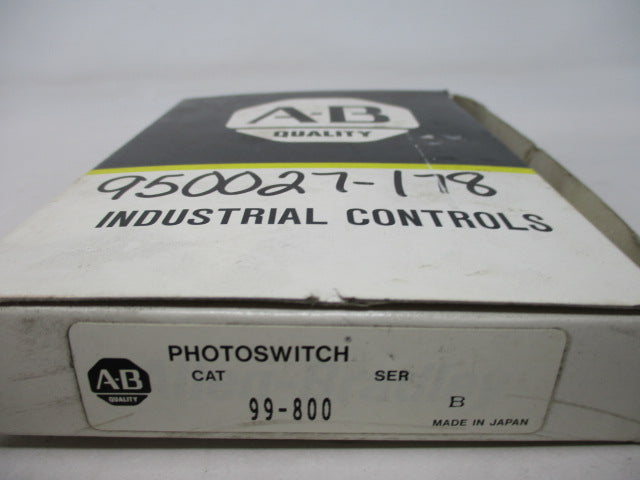 A-B
QUALITY
950027-178
INDUSTRIAL CONTROLS
A-B
QUALITY
PHOTOSWITCH®
CAT SER
99-800 B
MADE IN JAPAN